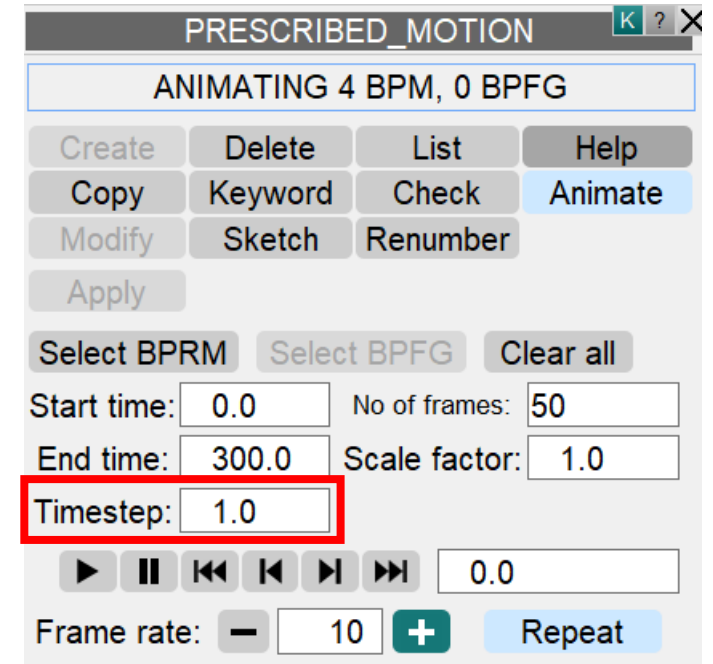 PRESCRIBED_MOTION K ? X
ANIMATING 4 BPM, 0 BPFG
Create Delete List Help
Copy Keyword Check Animate
Modify Sketch Renumber
Apply
Select BPRM Select BPFG Clear all
Start time: 0.0 No of frames: 50
End time: 300.0 Scale factor: 1.0
Timestep: 1.0
0.0
Frame rate: 10 Repeat